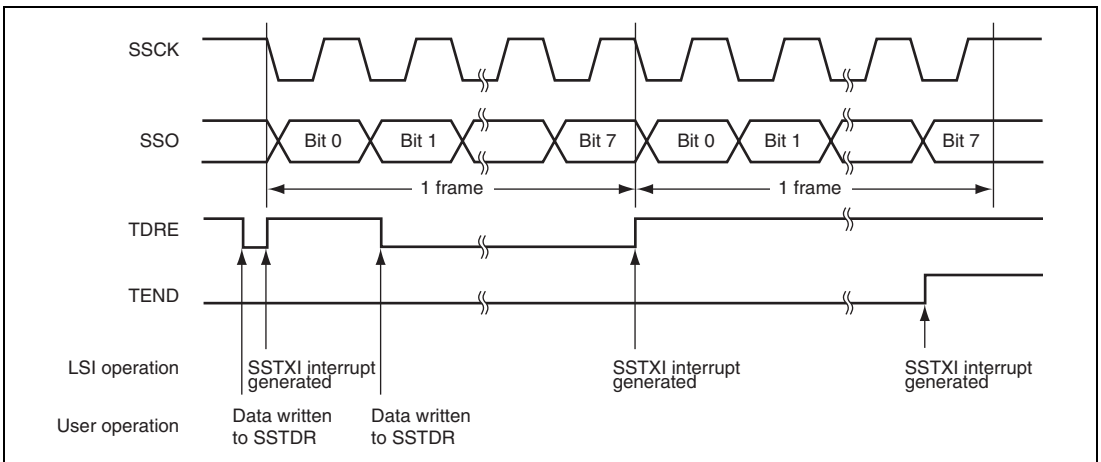 SSCK
SSO
Bit 0
Bit 1
Bit 7
Bit 0
Bit 1
Bit 7
1 frame
1 frame
TDRE
TEND
LSI operation
SSTXI interrupt
generated
SSTXI interrupt
generated
SSTXI interrupt
generated
User operation
Data written
to SSTDR
Data written
to SSTDR